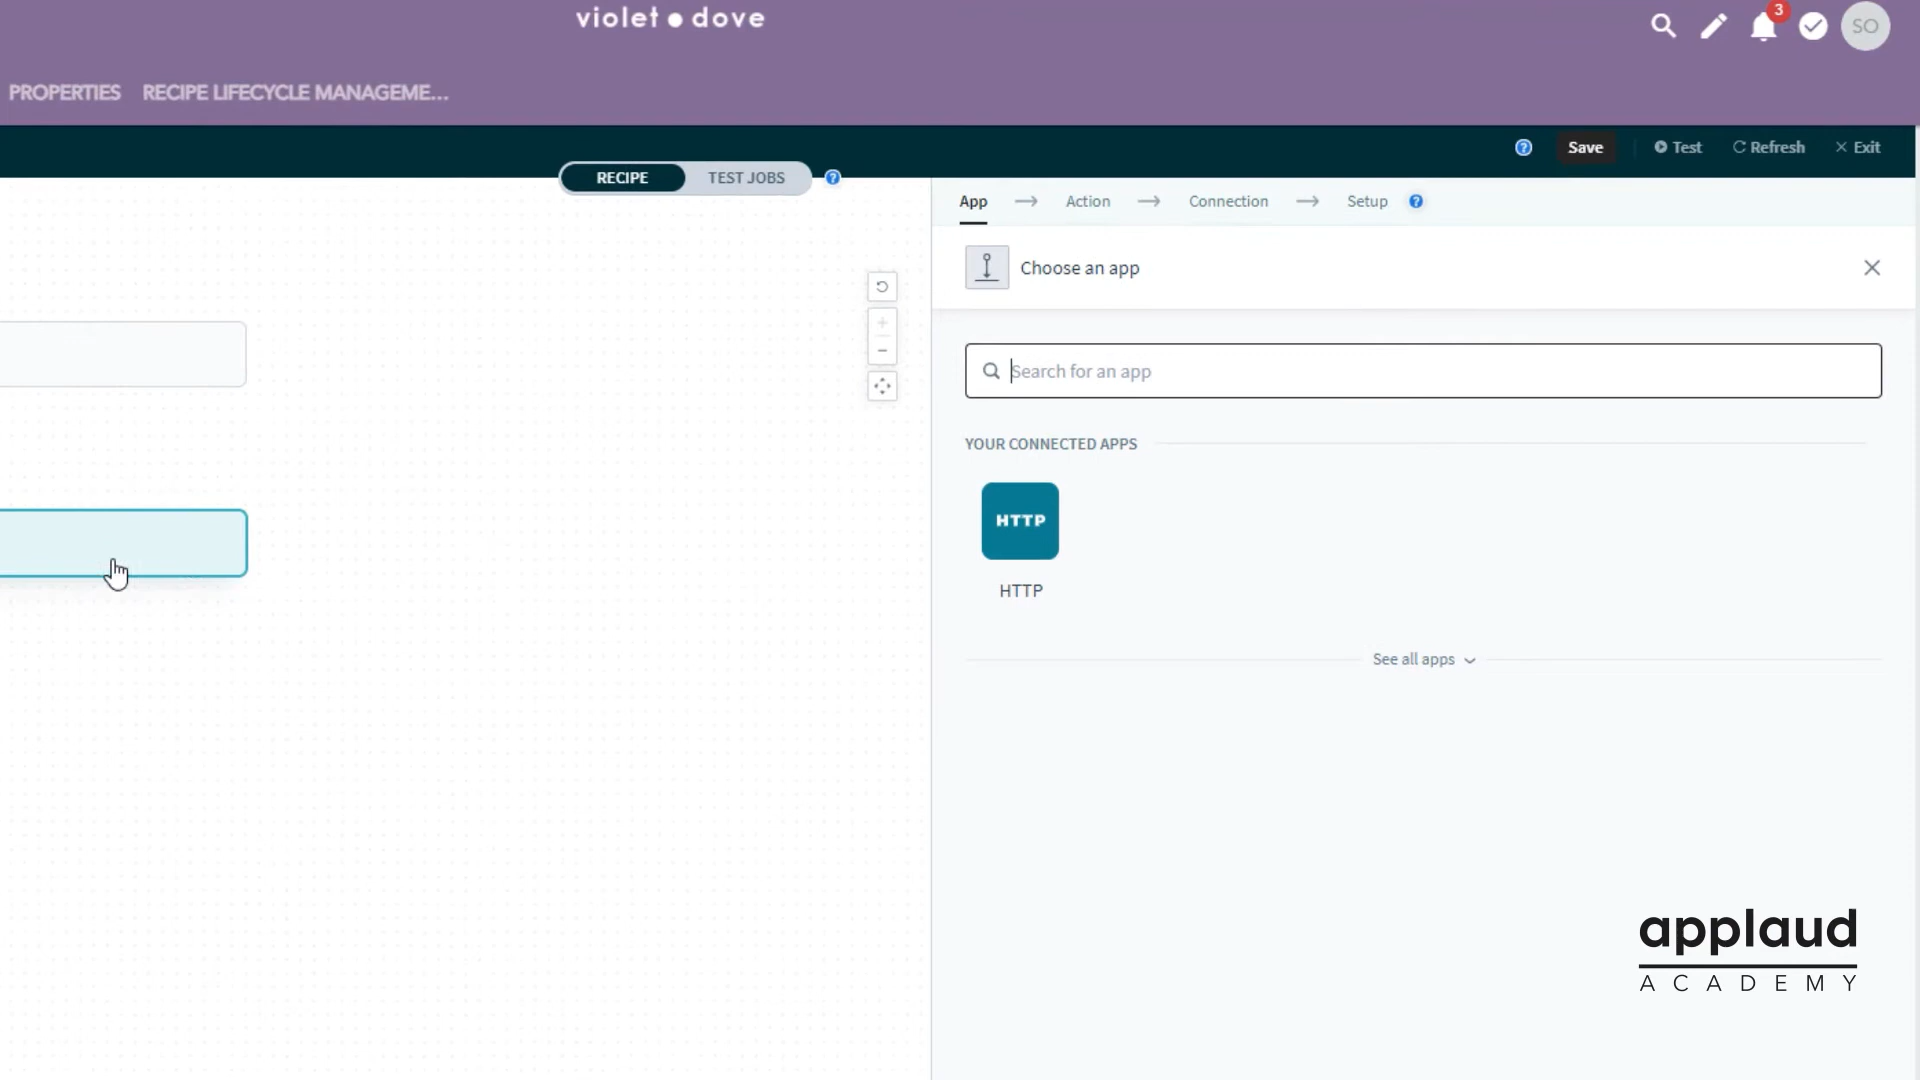 violet dove
3
SO
PROPERTIES RECIPE LIFECYCLE MANAGEME...
? Save Test Refresh Exit
RECIPE TEST JOBS ?
App Action Connection Setup ?
Choose an app
Search for an app
YOUR CONNECTED APPS
HTTP
HTTP
See all apps
applaud
ACADEMY